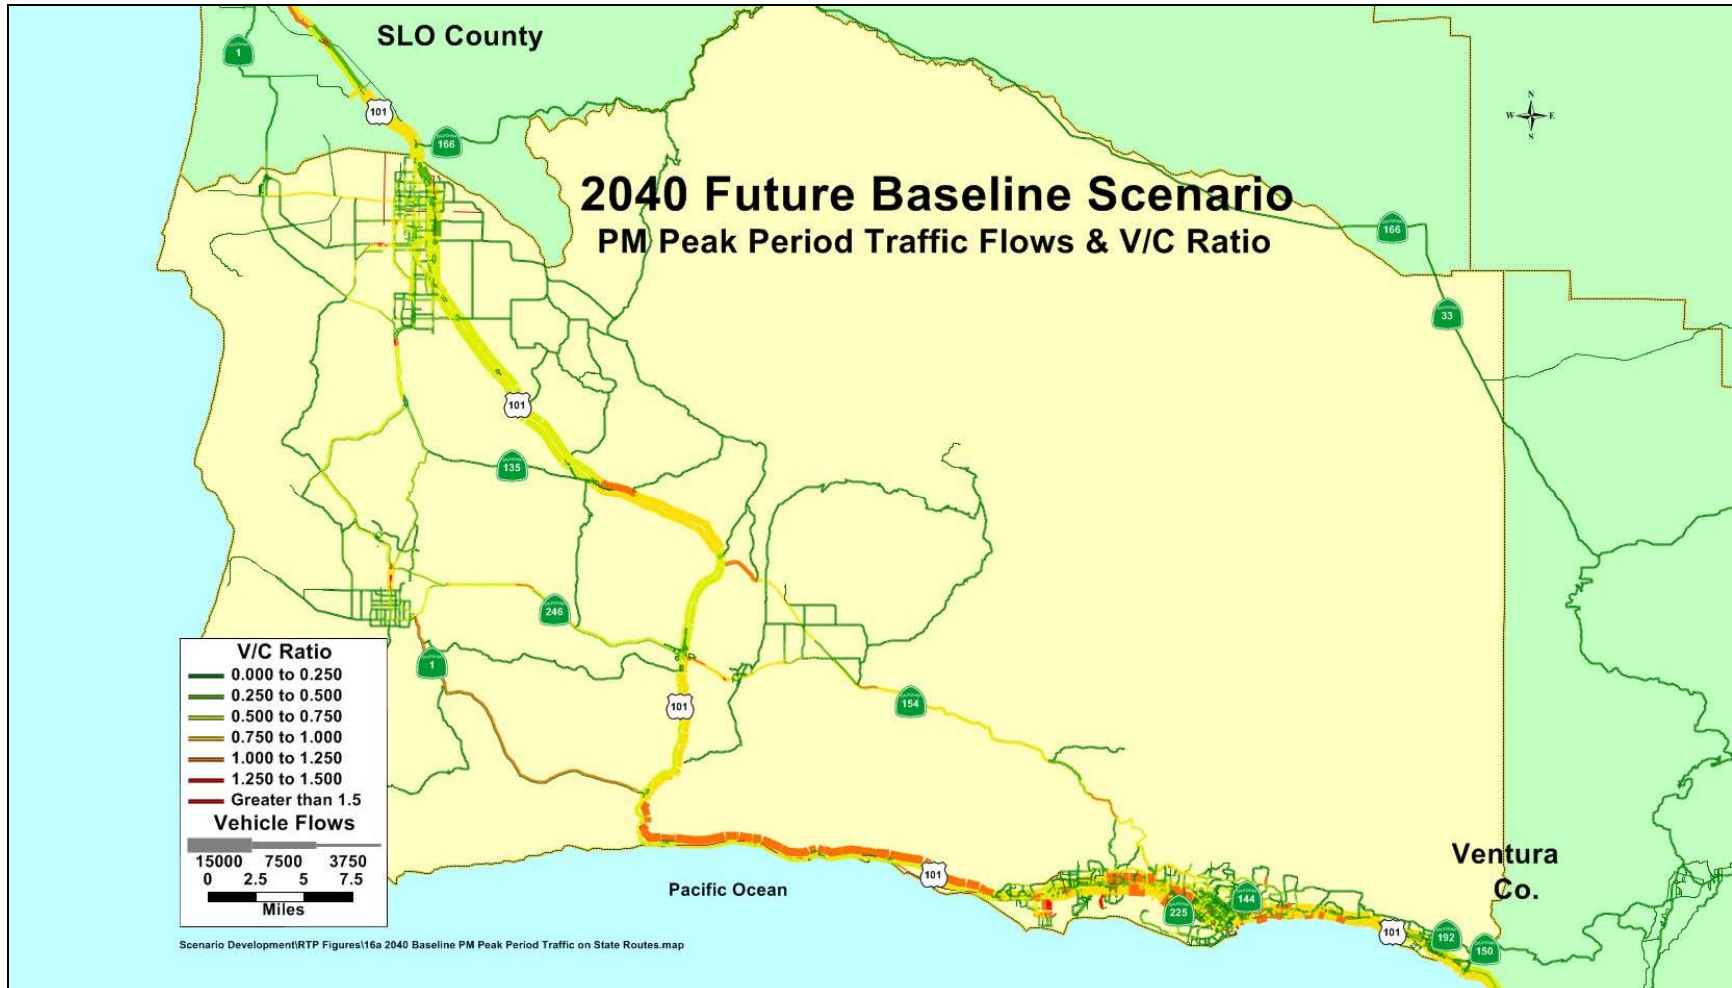 SLO County
1
101
166
N
W E
S
2040 Future Baseline Scenario
PM Peak Period Traffic Flows & V/C Ratio
166
33
101
135
246
1
101
154
V/C Ratio
0.000 to 0.250
0.250 to 0.500
0.500 to 0.750
0.750 to 1.000
1.000 to 1.250
1.250 to 1.500
Greater than 1.5
Vehicle Flows
15000 7500 3750
0 2.5 5 7.5
Miles
Pacific Ocean
101
Ventura
Co.
144
225
101
192
150
Scenario Development\RTP Figures\16a 2040 Baseline PM Peak Period Traffic on State Routes.map